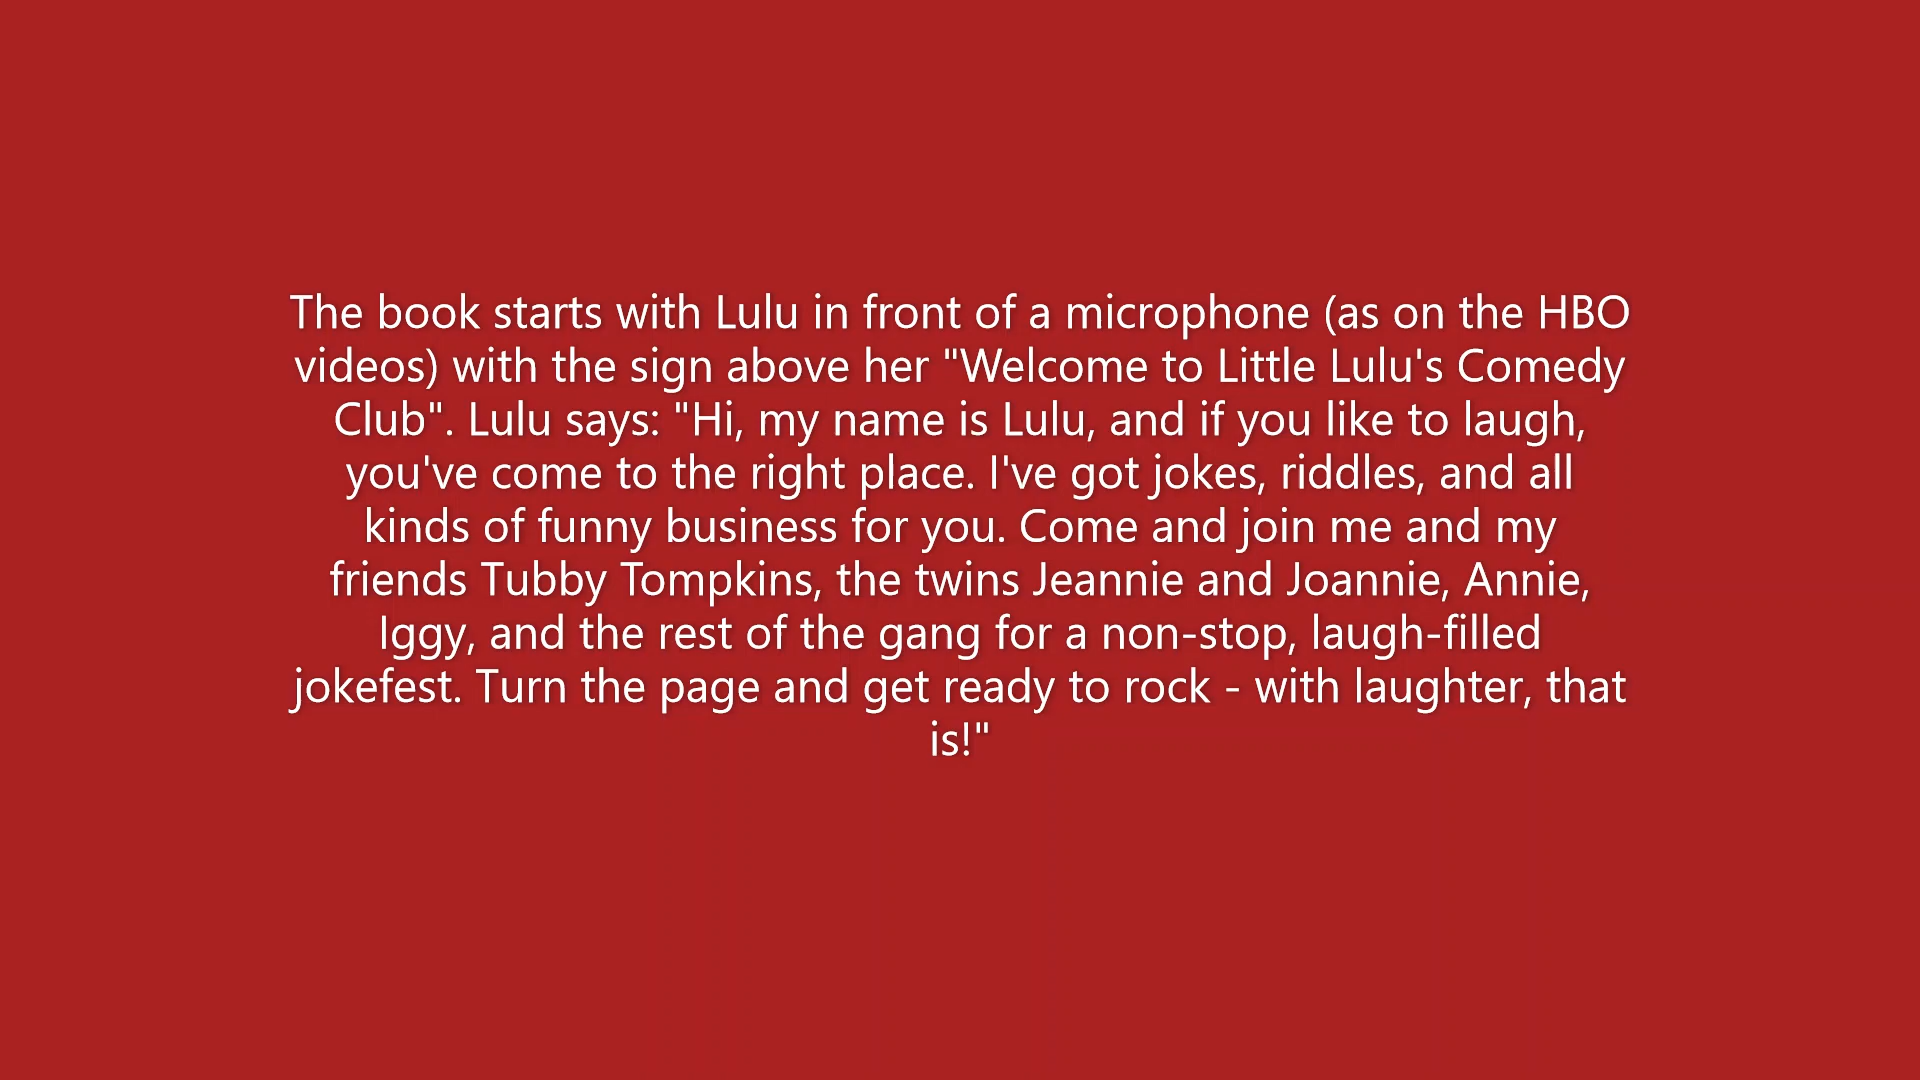 The book starts with Lulu in front of a microphone (as on the HBO
videos) with the sign above her "Welcome to Little Lulu's Comedy
Club". Lulu says: "Hi, my name is Lulu, and if you like to laugh,
you've come to the right place. I've got jokes, riddles, and all
kinds of funny business for you. Come and join me and my
friends Tubby Tompkins, the twins Jeannie and Joannie, Annie,
Iggy, and the rest of the gang for a non-stop, laugh-filled
jokefest. Turn the page and get ready to rock - with laughter, that
is!"